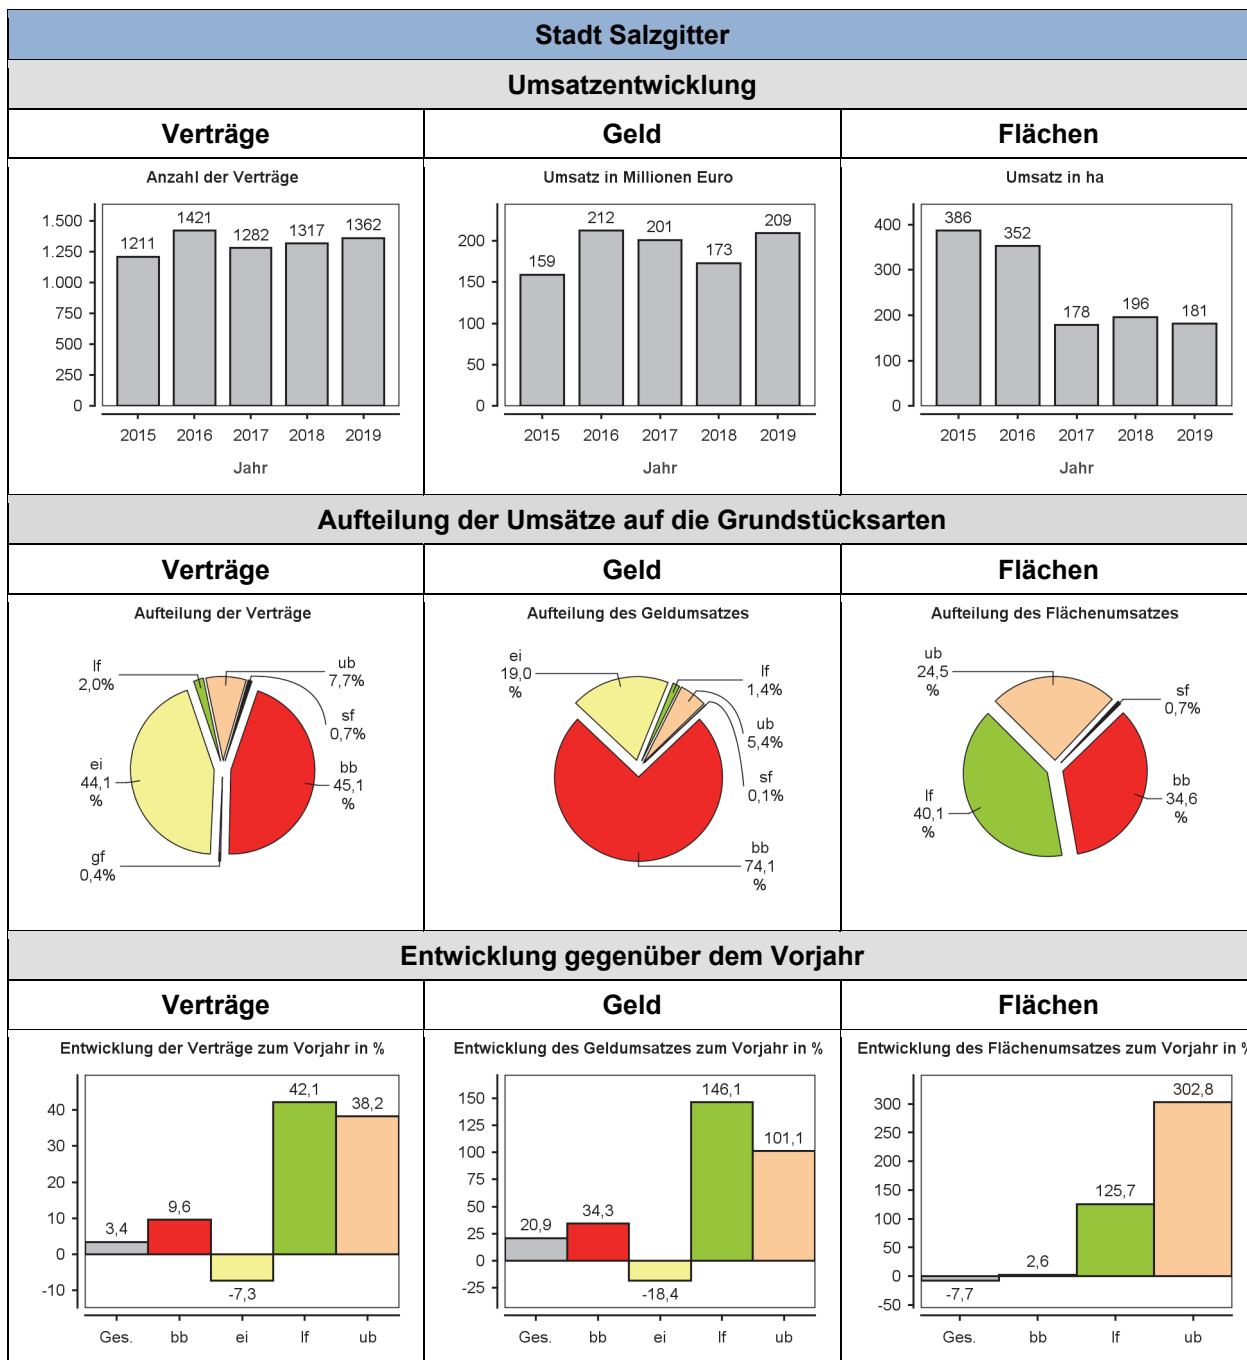 Stadt Salzgitter
Umsatzentwicklung
Verträge
Geld
Flächen
Anzahl der Verträge
1.500
1.250
1.000
750
500
250
0
1211
1421
1282
1317
1362
2015 2016 2017 2018 2019
Jahr
Umsatz in Millionen Euro
200
150
100
50
0
159
212
201
173
209
2015 2016 2017 2018 2019
Umsatz in ha
400
300
200
100
0
386
352
178
196
181
2015 2016 2017 2018 2019
Jahr
Aufteilung der Umsätze auf die Grundstücksarten
Verträge
Geld
Flächen
Aufteilung der Verträge
lf
2,0%
ub
7,7%
sf
0,7%
ei
44,1
%
bb
45,1
%
gf
0,4%
Aufteilung des Geldumsatzes
ei
19,0
%
lf
1,4%
ub
5,4%
sf
0,1%
bb
74,1
%
Aufteilung des Flächenumsatzes
ub
24,5
%
sf
0,7%
lf
40,1
%
bb
34,6
%
Entwicklung gegenüber dem Vorjahr
Verträge
Geld
Flächen
Entwicklung der Verträge zum Vorjahr in %
40
30
20
10
0
-10
3,4
9,6
-7,3
42,1
38,2
Ges. bb ei lf ub
Entwicklung des Geldumsatzes zum Vorjahr in %
150
125
100
75
50
25
0
-25
20,9
34,3
-18,4
146,1
101,1
Ges. bb ei lf ub
Entwicklung des Flächenumsatzes zum Vorjahr in %
300
250
200
150
100
50
0
-50
-7,7
2,6
125,7
302,8
Ges. bb lf ub